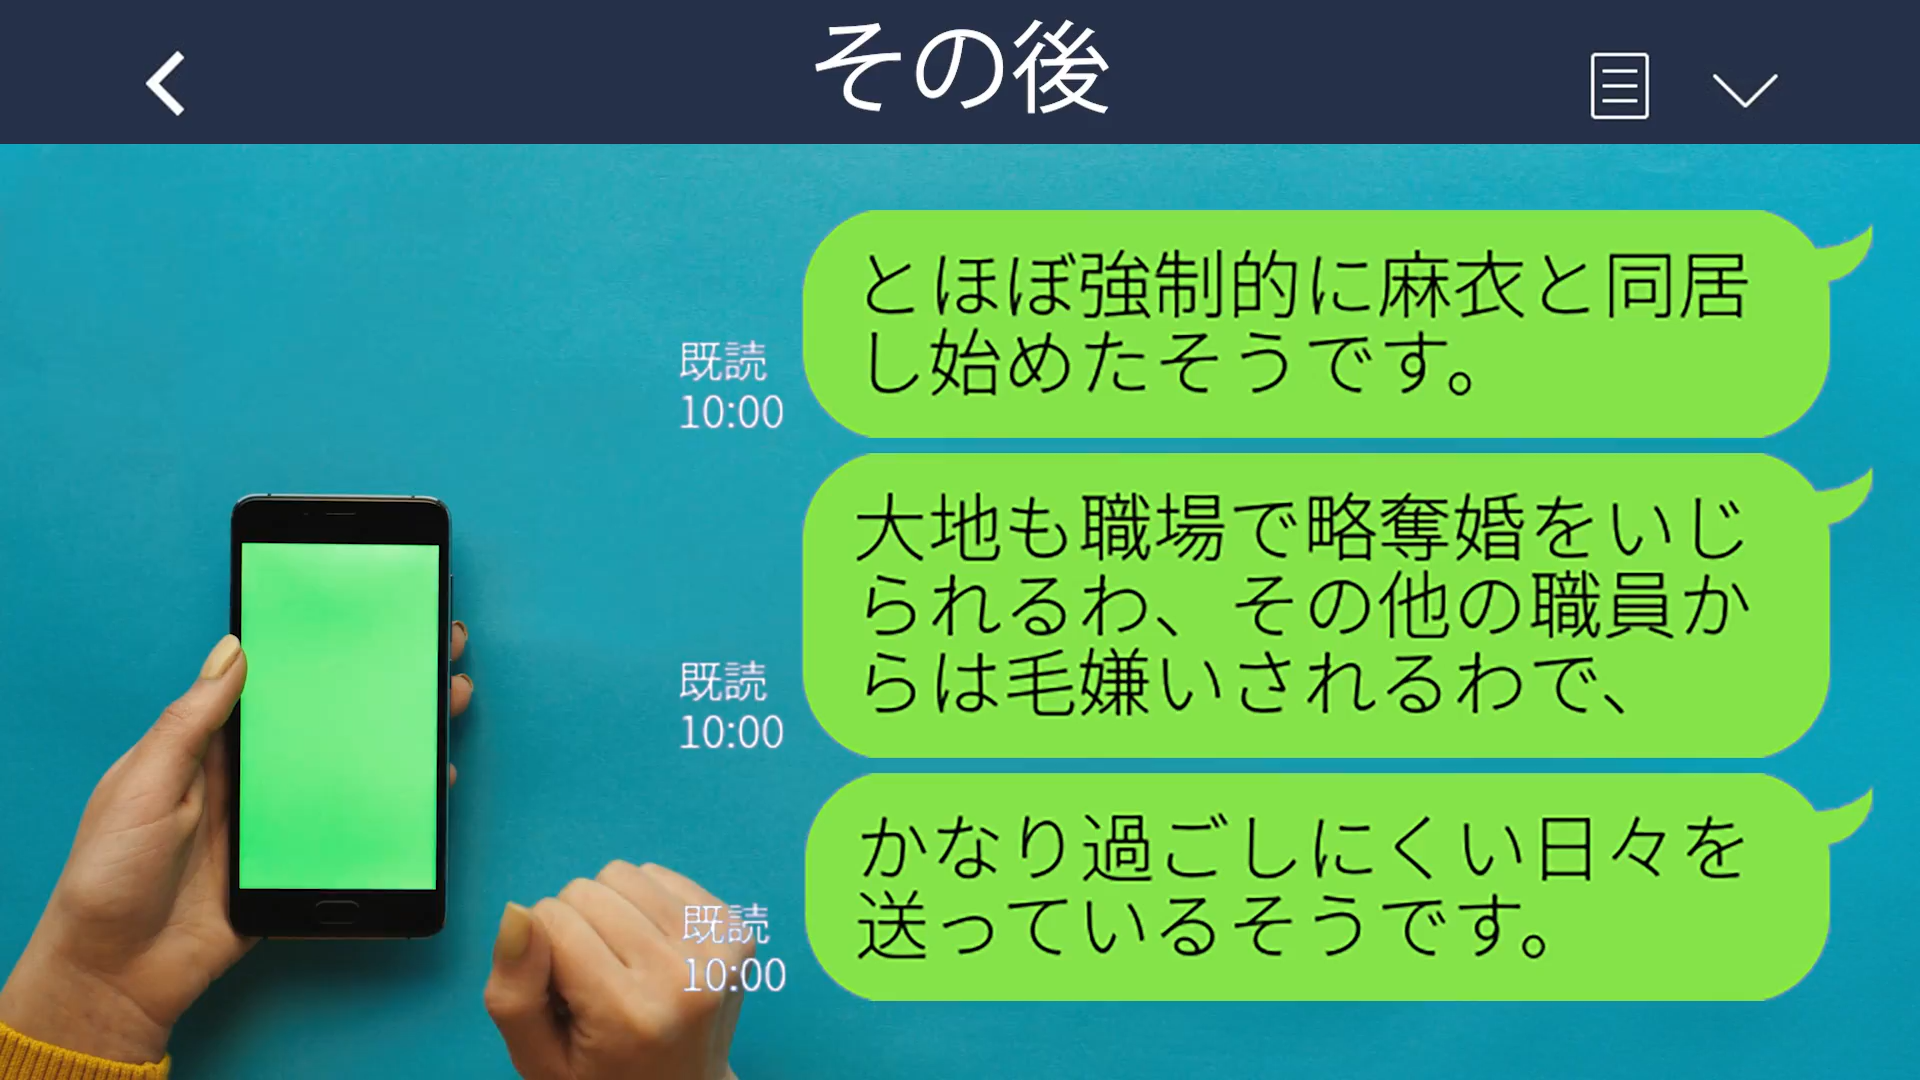 その後
とほぼ強制的に麻衣と同居
し始めたそうです。
既読
10:00
大地も職場で略奪婚をいじ
られるわ、その他の職員か
らは毛嫌いされるわで、
既読
10:00
かなり過ごしにくい日々を
送っているそうです。
既読
10:00